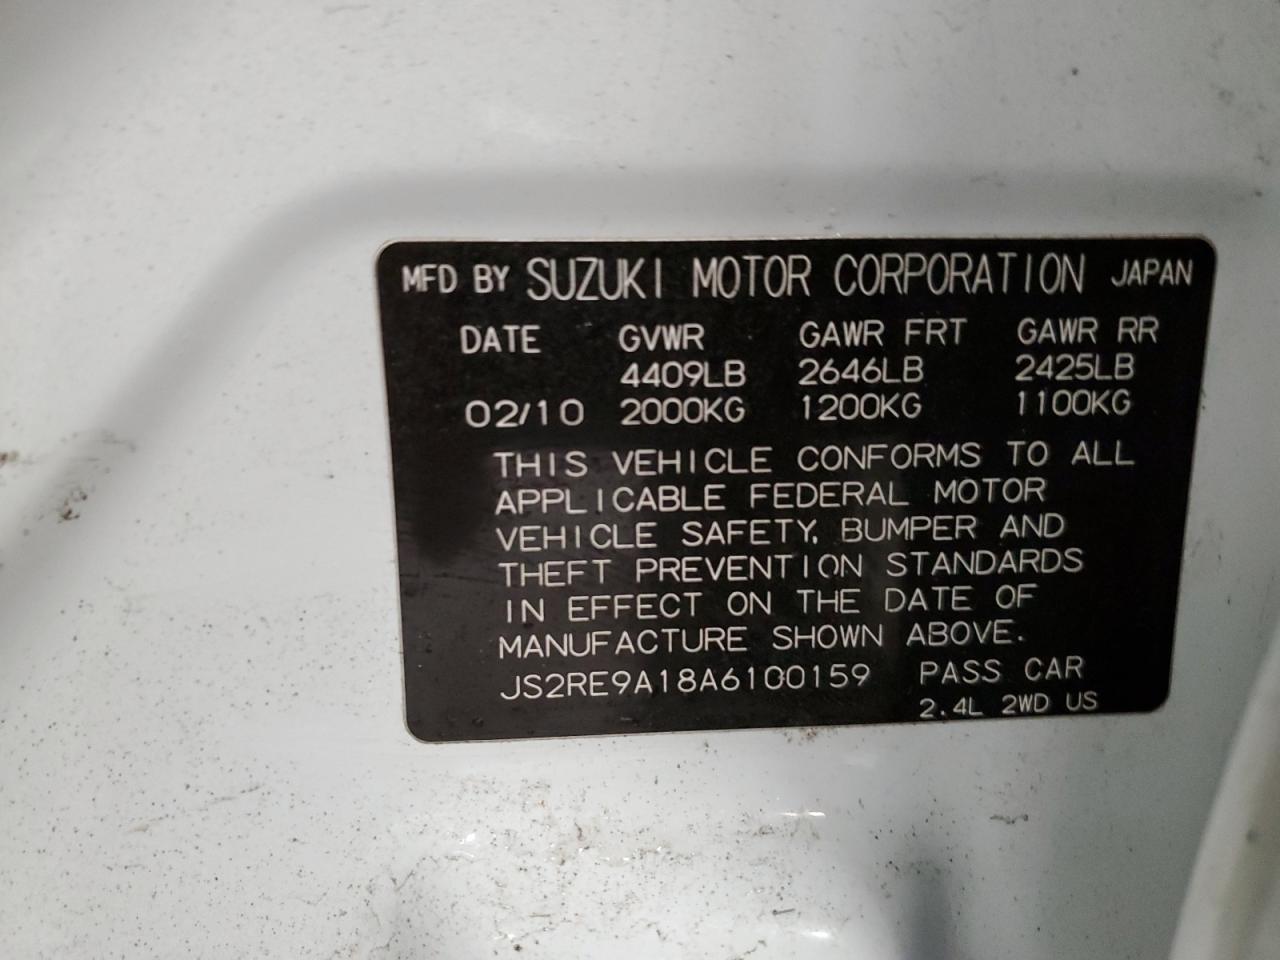 MFD BY SUZUKI MOTOR CORPORATION JAPAN
DATE GVWR GAWR FRT GAWR RR
4409LB 2646LB 2425LB
02/10 2000KG 1200KG 1100KG
THIS VEHICLE CONFORMS TO ALL
APPLICABLE FEDERAL MOTOR
VEHICLE SAFETY, BUMPER AND
THEFT PREVENTION STANDARDS
IN EFFECT ON THE DATE OF
MANUFACTURE SHOWN ABOVE.
JS2RE9A18A6100159 PASS CAR
2.4L 2WD US